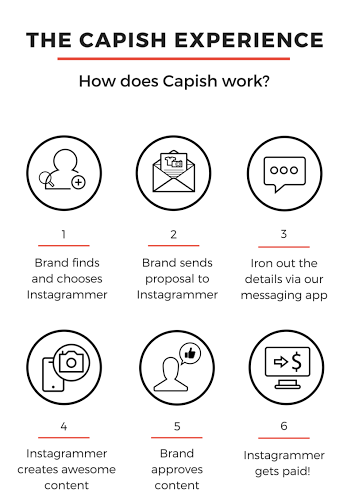 THE CAPISH EXPERIENCE
How does Capish work?
1
Brand finds
and chooses
Instagrammer
2
Brand sends
proposal to
Instagrammer
3
Iron out the
details via our
messaging app
4
Instagrammer
creates awesome
content
5
Brand
approves
content
6
Instagrammer
gets paid!